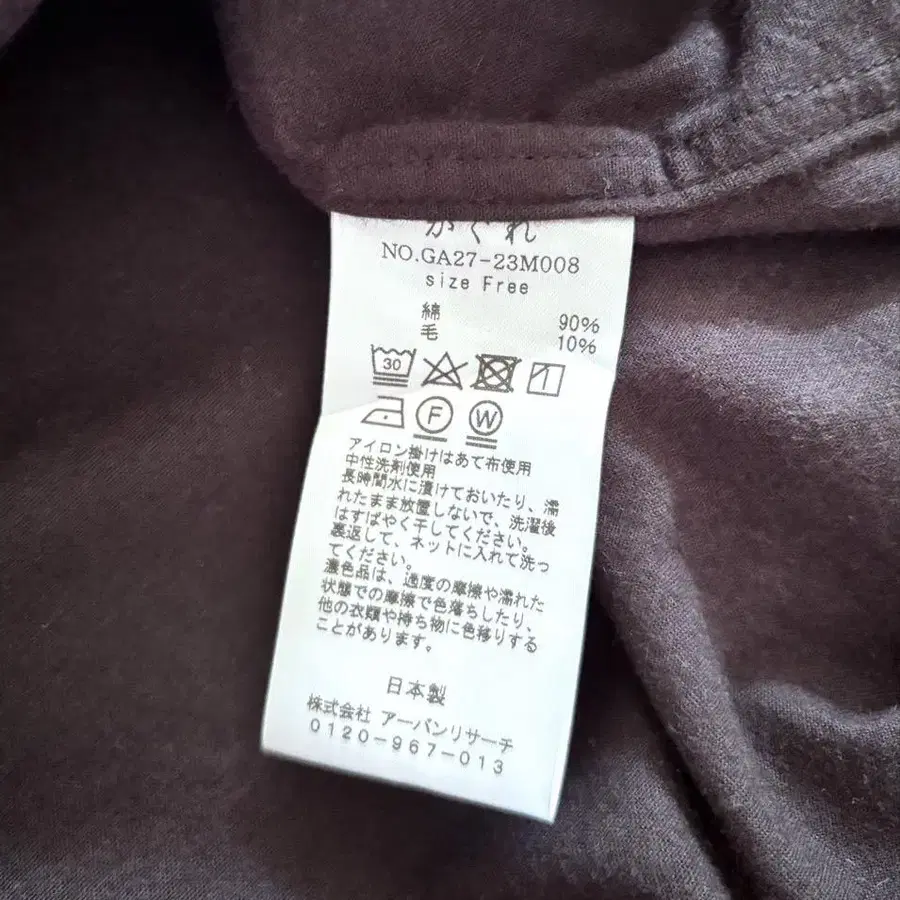 かぐれ
NO.GA27-23M008
size Free
綿 90%
毛 10%
30
F W
アイロン掛けはあて布使用
中性洗剤使用
長時間水に漬けておいたり、濡
れたまま放置しないで、洗濯後
はすばやく干してください。
裏返して、ネットに入れて洗っ
てください。
濃色品は、過度の摩擦や濡れた
状態での摩擦で色落ちしたり、
他の衣類や持ち物に色移りする
ことがあります。
日本製
株式会社 アーバンリサーチ
0120-967-013